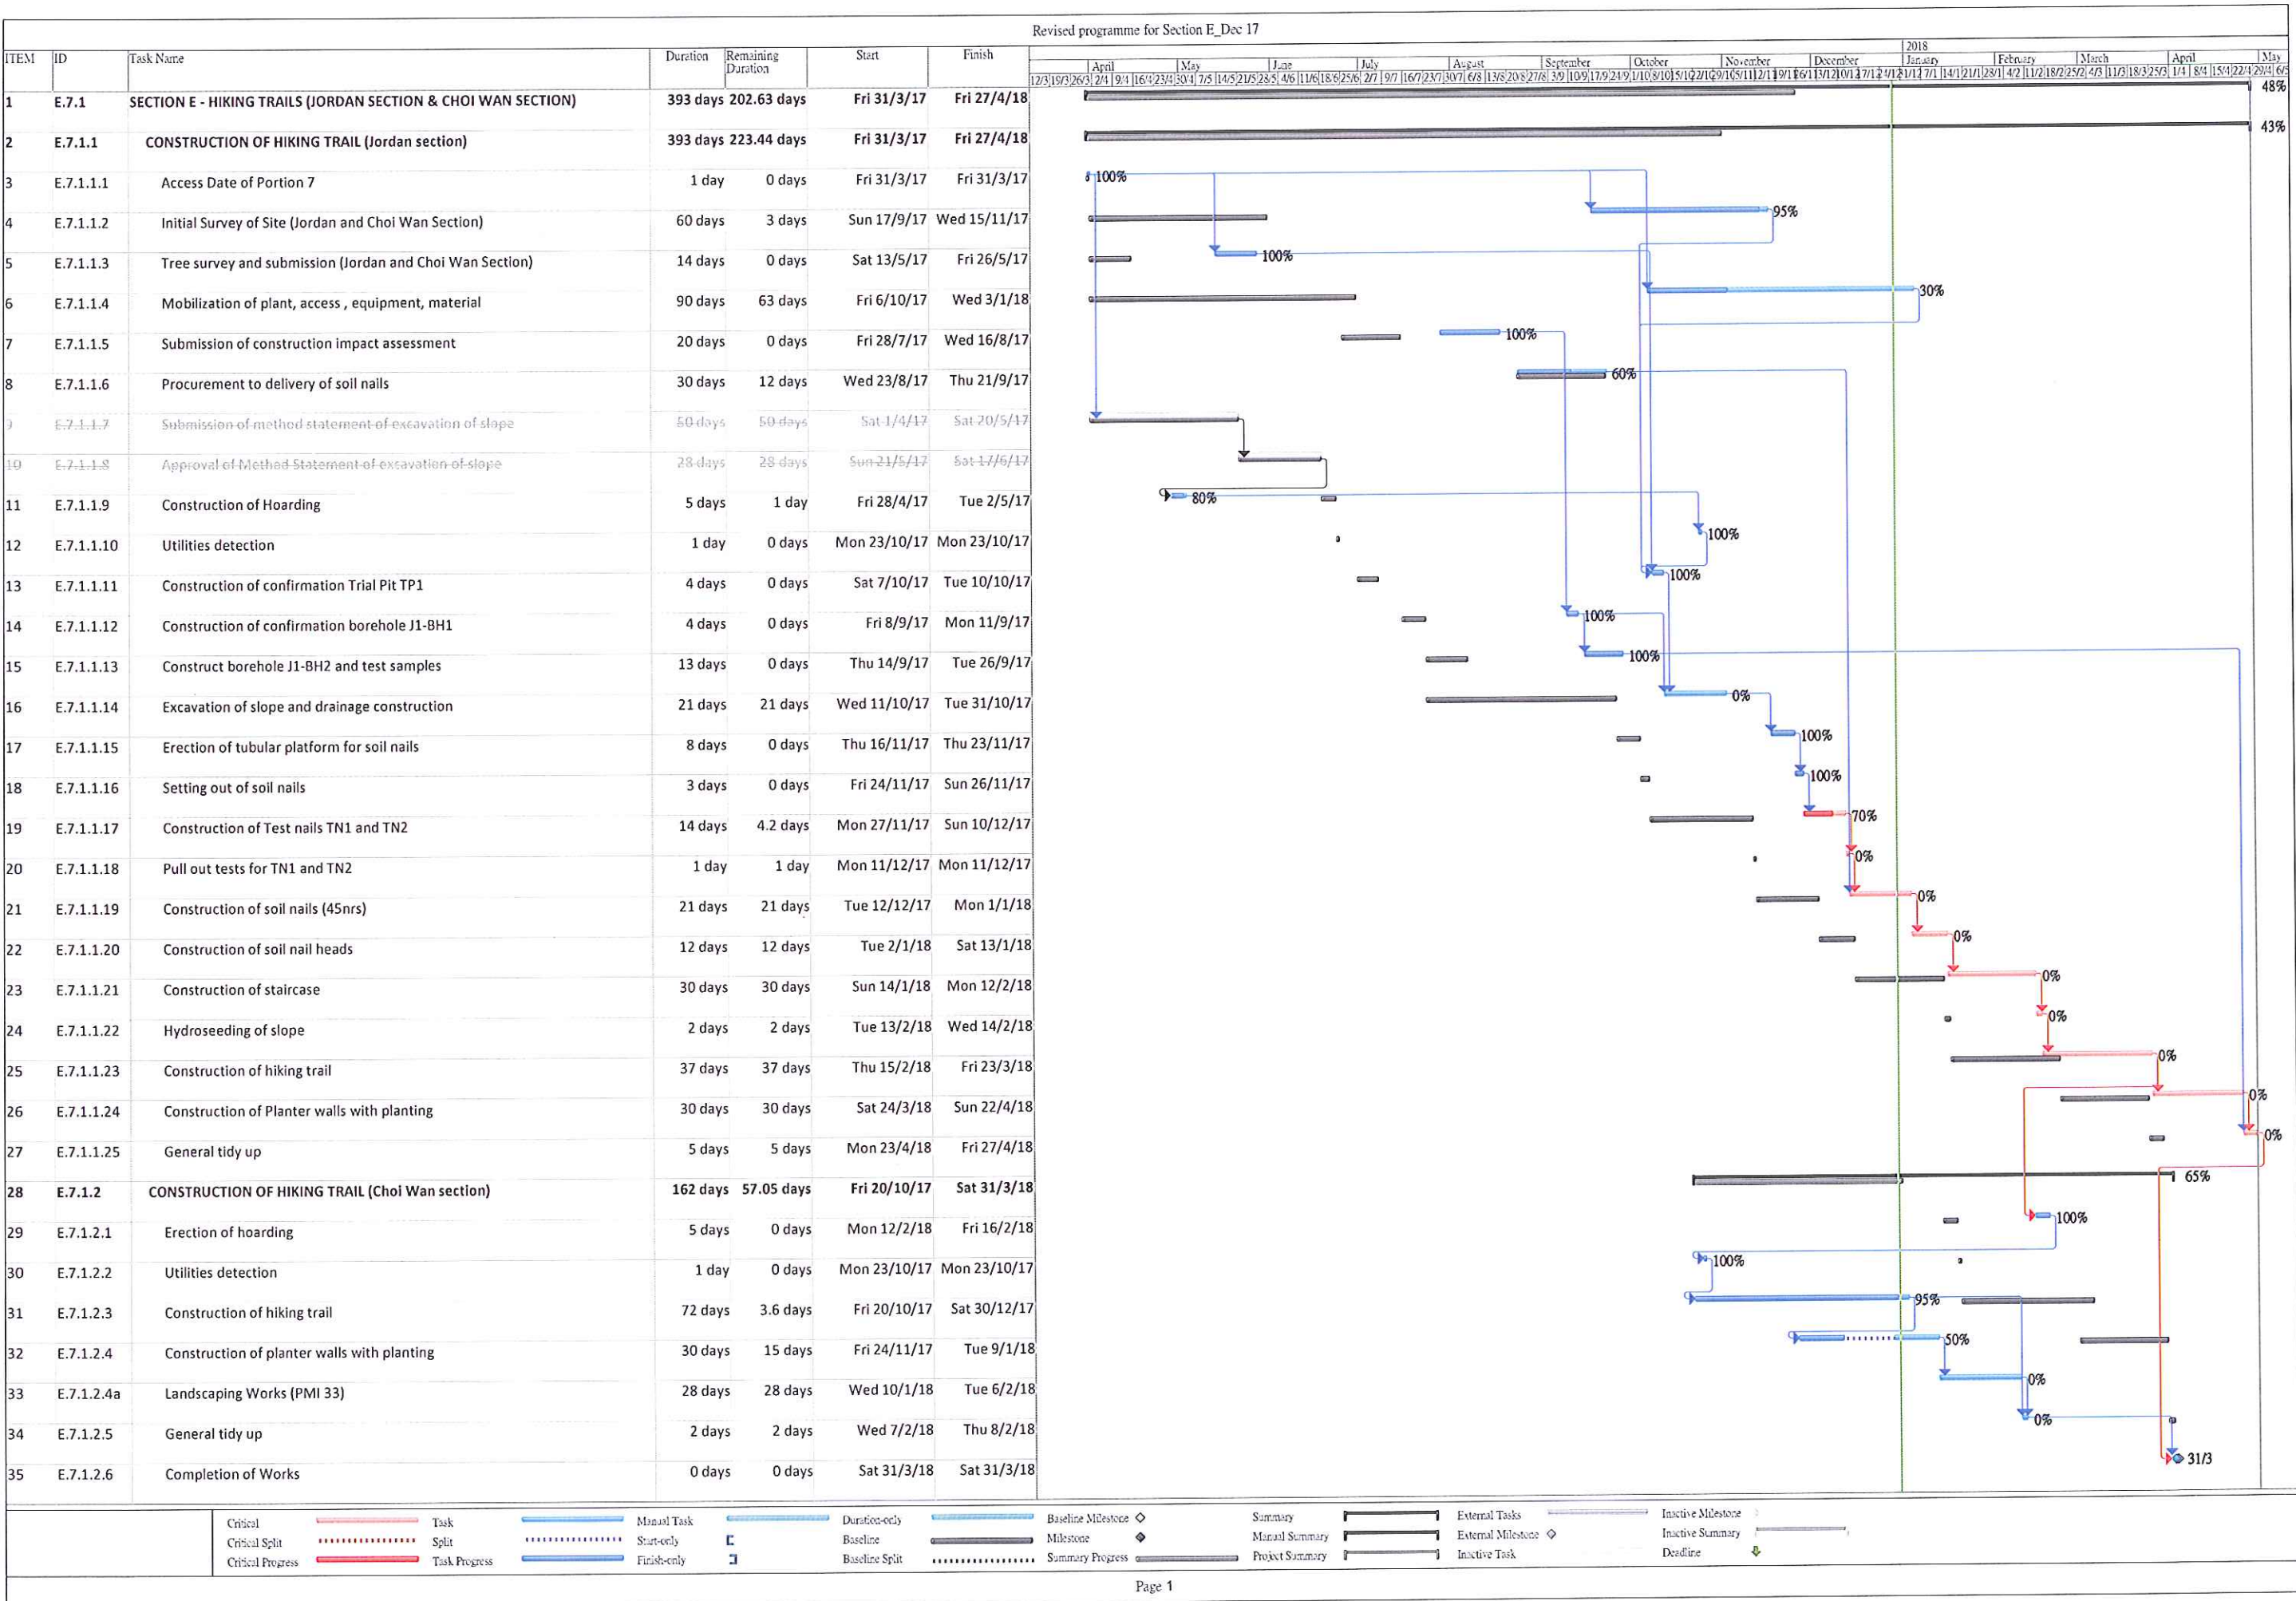 Revised programme for Section E_Dec 17
ITEM ID Task Name Duration Remaining Duration Start Finish
2018
April May June July August September October November December January February March April May
1 E.7.1 SECTION E - HIKING TRAILS (JORDAN SECTION & CHOI WAN SECTION) 393 days 202.63 days Fri 31/3/17 Fri 27/4/18 48%
2 E.7.1.1 CONSTRUCTION OF HIKING TRAIL (Jordan section) 393 days 223.44 days Fri 31/3/17 Fri 27/4/18 43%
3 E.7.1.1.1 Access Date of Portion 7 1 day 0 days Fri 31/3/17 Fri 31/3/17 100%
4 E.7.1.1.2 Initial Survey of Site (Jordan and Choi Wan Section) 60 days 3 days Sun 17/9/17 Wed 15/11/17 95%
5 E.7.1.1.3 Tree survey and submission (Jordan and Choi Wan Section) 14 days 0 days Sat 13/5/17 Fri 26/5/17 100%
6 E.7.1.1.4 Mobilization of plant, access , equipment, material 90 days 63 days Fri 6/10/17 Wed 3/1/18 30%
7 E.7.1.1.5 Submission of construction impact assessment 20 days 0 days Fri 28/7/17 Wed 16/8/17 100%
8 E.7.1.1.6 Procurement to delivery of soil nails 30 days 12 days Wed 23/8/17 Thu 21/9/17 60%
9 E.7.1.1.7 Submission of method statement of excavation of slope 50 days 50 days Sat 1/4/17 Sat 20/5/17
10 E.7.1.1.8 Approval of Method Statement of excavation of slope 28 days 28 days Sun 21/5/17 Sat 17/6/17
11 E.7.1.1.9 Construction of Hoarding 5 days 1 day Fri 28/4/17 Tue 2/5/17 80%
12 E.7.1.1.10 Utilities detection 1 day 0 days Mon 23/10/17 Mon 23/10/17 100%
13 E.7.1.1.11 Construction of confirmation Trial Pit TP1 4 days 0 days Sat 7/10/17 Tue 10/10/17 100%
14 E.7.1.1.12 Construction of confirmation borehole J1-BH1 4 days 0 days Fri 8/9/17 Mon 11/9/17 100%
15 E.7.1.1.13 Construct borehole J1-BH2 and test samples 13 days 0 days Thu 14/9/17 Tue 26/9/17 100%
16 E.7.1.1.14 Excavation of slope and drainage construction 21 days 21 days Wed 11/10/17 Tue 31/10/17 0%
17 E.7.1.1.15 Erection of tubular platform for soil nails 8 days 0 days Thu 16/11/17 Thu 23/11/17 100%
18 E.7.1.1.16 Setting out of soil nails 3 days 0 days Fri 24/11/17 Sun 26/11/17 100%
19 E.7.1.1.17 Construction of Test nails TN1 and TN2 14 days 4.2 days Mon 27/11/17 Sun 10/12/17 70%
20 E.7.1.1.18 Pull out tests for TN1 and TN2 1 day 1 day Mon 11/12/17 Mon 11/12/17 0%
21 E.7.1.1.19 Construction of soil nails (45nrs) 21 days 21 days Tue 12/12/17 Mon 1/1/18 0%
22 E.7.1.1.20 Construction of soil nail heads 12 days 12 days Tue 2/1/18 Sat 13/1/18 0%
23 E.7.1.1.21 Construction of staircase 30 days 30 days Sun 14/1/18 Mon 12/2/18 0%
24 E.7.1.1.22 Hydroseeding of slope 2 days 2 days Tue 13/2/18 Wed 14/2/18 0%
25 E.7.1.1.23 Construction of hiking trail 37 days 37 days Thu 15/2/18 Fri 23/3/18 0%
26 E.7.1.1.24 Construction of Planter walls with planting 30 days 30 days Sat 24/3/18 Sun 22/4/18 0%
27 E.7.1.1.25 General tidy up 5 days 5 days Mon 23/4/18 Fri 27/4/18 0%
28 E.7.1.2 CONSTRUCTION OF HIKING TRAIL (Choi Wan section) 162 days 57.05 days Fri 20/10/17 Sat 31/3/18 65%
29 E.7.1.2.1 Erection of hoarding 5 days 0 days Mon 12/2/18 Fri 16/2/18 100%
30 E.7.1.2.2 Utilities detection 1 day 0 days Mon 23/10/17 Mon 23/10/17 100%
31 E.7.1.2.3 Construction of hiking trail 72 days 3.6 days Fri 20/10/17 Sat 30/12/17 95%
32 E.7.1.2.4 Construction of planter walls with planting 30 days 15 days Fri 24/11/17 Tue 9/1/18 50%
33 E.7.1.2.4a Landscaping Works (PMI 33) 28 days 28 days Wed 10/1/18 Tue 6/2/18 0%
34 E.7.1.2.5 General tidy up 2 days 2 days Wed 7/2/18 Thu 8/2/18 0%
35 E.7.1.2.6 Completion of Works 0 days 0 days Sat 31/3/18 Sat 31/3/18 31/3
Critical Task Manual Task Duration-only Baseline Milestone Summary External Tasks Inactive Milestone
Critical Split Split Start-only Baseline Milestone Manual Summary External Milestone Inactive Summary
Critical Progress Task Progress Finish-only Baseline Split Summary Progress Project Summary Inactive Task Deadline
Page 1